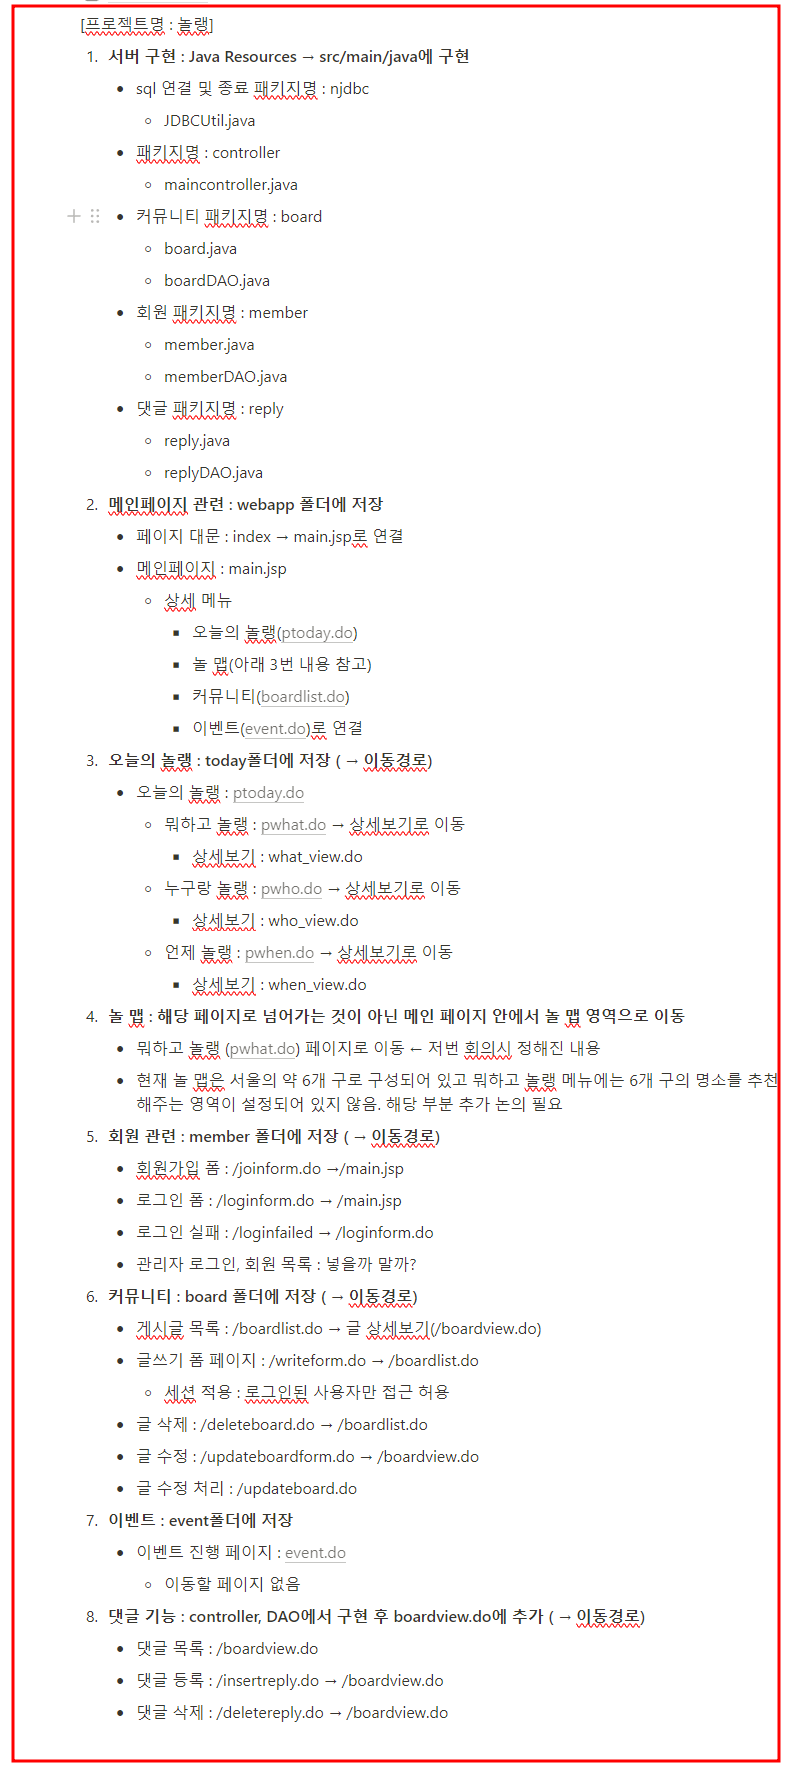 [프로젝트명 : 놀랭]
1. 서버 구현 : Java Resources → src/main/java에 구현
• sql 연결 및 종료 패키지명 : njdbc
◦ JDBCUtil.java
• 패키지명 : controller
◦ maincontroller.java
• 커뮤니티 패키지명 : board
◦ board.java
◦ boardDAO.java
• 회원 패키지명 : member
◦ member.java
◦ memberDAO.java
• 댓글 패키지명 : reply
◦ reply.java
◦ replyDAO.java
2. 메인페이지 관련 : webapp 폴더에 저장
• 페이지 대문 : index → main.jsp로 연결
• 메인페이지 : main.jsp
◦ 상세 메뉴
▪ 오늘의 놀랭(ptoday.do)
▪ 놀 맵(아래 3번 내용 참고)
▪ 커뮤니티(boardlist.do)
▪ 이벤트(event.do)로 연결
3. 오늘의 놀랭 : today폴더에 저장 ( → 이동경로)
• 오늘의 놀랭 : ptoday.do
◦ 뭐하고 놀랭 : pwhat.do → 상세보기로 이동
▪ 상세보기 : what_view.do
◦ 누구랑 놀랭 : pwho.do → 상세보기로 이동
▪ 상세보기 : who_view.do
◦ 언제 놀랭 : pwhen.do → 상세보기로 이동
▪ 상세보기 : when_view.do
4. 놀 맵 : 해당 페이지로 넘어가는 것이 아닌 메인 페이지 안에서 놀 맵 영역으로 이동
• 뭐하고 놀랭 (pwhat.do) 페이지로 이동 ← 저번 회의시 정해진 내용
• 현재 놀 맵은 서울의 약 6개 구로 구성되어 있고 뭐하고 놀랭 메뉴에는 6개 구의 명소를 추천
해주는 영역이 설정되어 있지 않음. 해당 부분 추가 논의 필요
5. 회원 관련 : member 폴더에 저장 ( → 이동경로)
• 회원가입 폼 : /joinform.do →/main.jsp
• 로그인 폼 : /loginform.do → /main.jsp
• 로그인 실패 : /loginfailed → /loginform.do
• 관리자 로그인, 회원 목록 : 넣을까 말까?
6. 커뮤니티 : board 폴더에 저장 ( → 이동경로)
• 게시글 목록 : /boardlist.do → 글 상세보기(/boardview.do)
• 글쓰기 폼 페이지 : /writeform.do → /boardlist.do
◦ 세션 적용 : 로그인된 사용자만 접근 허용
• 글 삭제 : /deleteboard.do → /boardlist.do
• 글 수정 : /updateboardform.do → /boardview.do
• 글 수정 처리 : /updateboard.do
7. 이벤트 : event폴더에 저장
• 이벤트 진행 페이지 : event.do
◦ 이동할 페이지 없음
8. 댓글 기능 : controller, DAO에서 구현 후 boardview.do에 추가 ( → 이동경로)
• 댓글 목록 : /boardview.do
• 댓글 등록 : /insertreply.do → /boardview.do
• 댓글 삭제 : /deletereply.do → /boardview.do